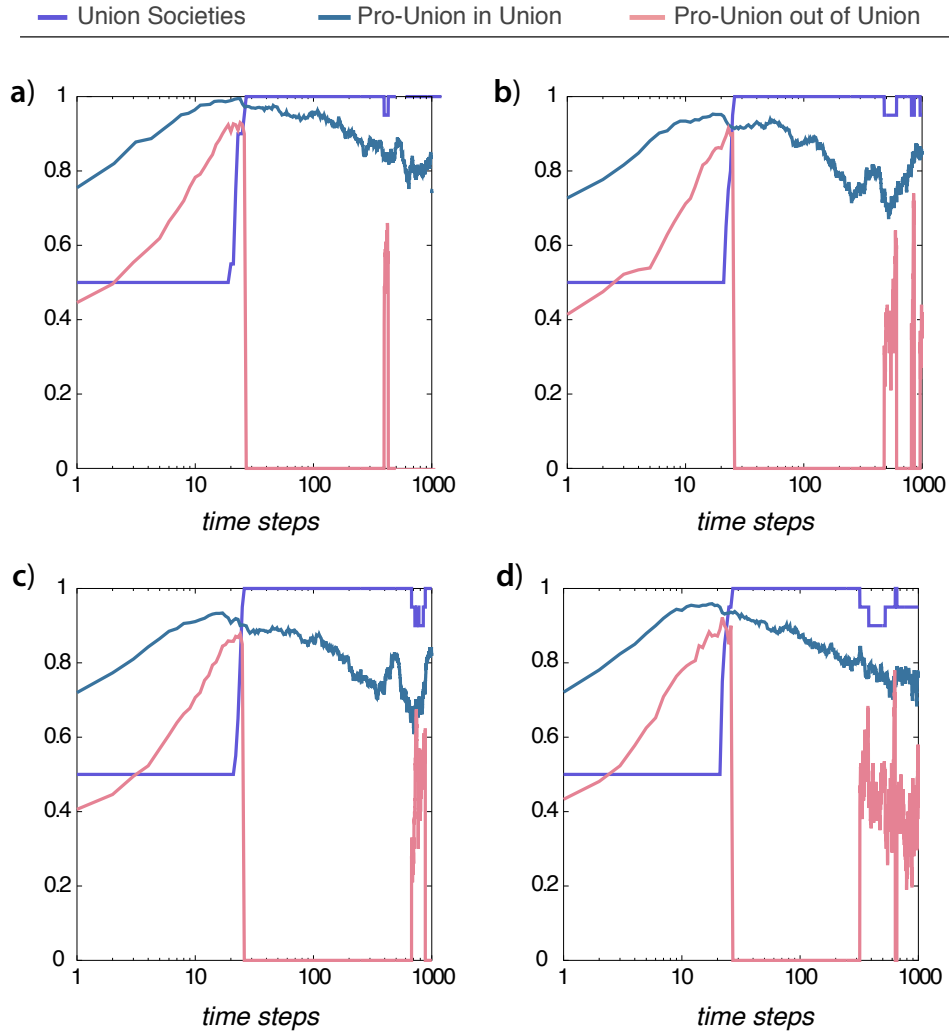 Union Societies Pro-Union in Union Pro-Union out of Union
a) b)
1 1
0.8 0.8
0.6 0.6
0.4 0.4
0.2 0.2
0 0
1 10 100 1000 1 10 100 1000
time steps time steps
c) d)
1 1
0.8 0.8
0.6 0.6
0.4 0.4
0.2 0.2
0 0
1 10 100 1000 1 10 100 1000
time steps time steps